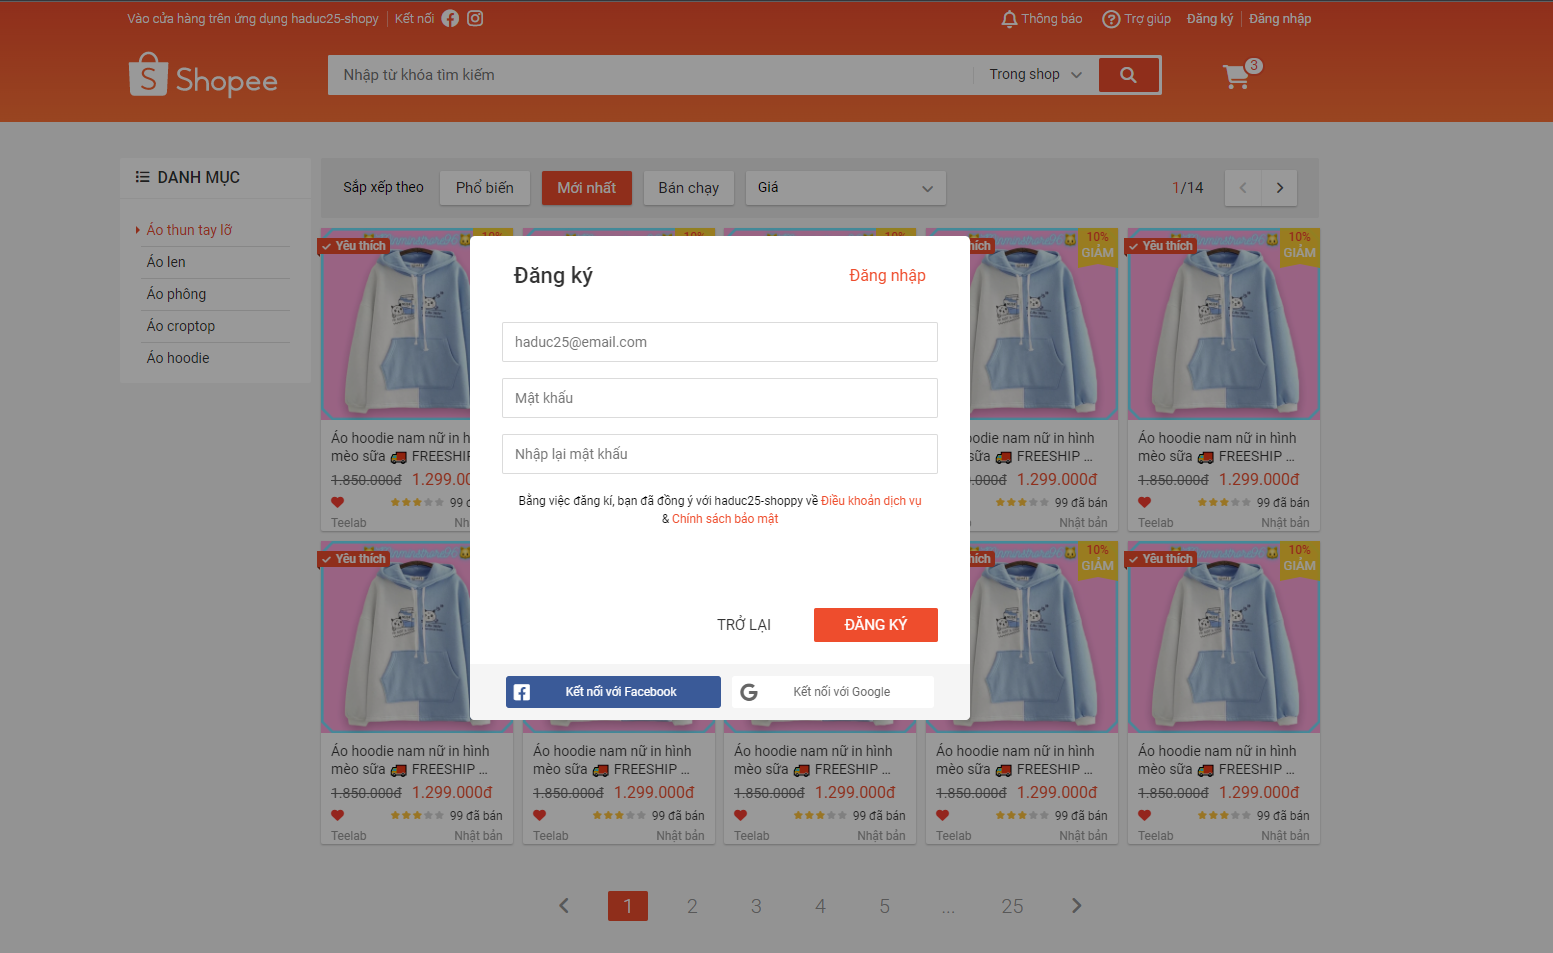 Vào cửa hàng trên ứng dụng haduc25-shopy Kết nối Thông báo Trợ giúp Đăng ký Đăng nhập
Shopee
Nhập từ khóa tìm kiếm Trong shop 3
DANH MỤC
Áo thun tay lỡ
Áo len
Áo phông
Áo croptop
Áo hoodie
Sắp xếp theo Phổ biến Mới nhất Bán chạy Giá 1/14
Yêu thích
10%
GIẢM
Yêu thích
10%
GIẢM
Đăng ký Đăng nhập
haduc25@email.com
Mật khẩu
Nhập lại mật khẩu
Bằng việc đăng kí, bạn đã đồng ý với haduc25-shoppy về Điều khoản dịch vụ
& Chính sách bảo mật
TRỞ LẠI ĐĂNG KÝ
Kết nối với Facebook Kết nối với Google
Áo hoodie nam nữ in h
mèo sữa FREESHIP
1.850.000đ 1.299.0
99 đ
Teelab Nh
oodie nam nữ in hình
sữa FREESHIP ...
.000đ 1.299.000đ
99 đã bán
Nhật bản
Áo hoodie nam nữ in hình
mèo sữa FREESHIP ...
1.850.000đ 1.299.000đ
99 đã bán
Teelab Nhật bản
Yêu thích
hích
10%
GIẢM
Yêu thích
10%
GIẢM
Áo hoodie nam nữ in hình
mèo sữa FREESHIP ...
1.850.000đ 1.299.000đ
99 đã bán
Teelab Nhật bản
Áo hoodie nam nữ in hình
mèo sữa FREESHIP ...
1.850.000đ 1.299.000đ
99 đã bán
Teelab Nhật bản
Áo hoodie nam nữ in hình
mèo sữa FREESHIP ...
1.850.000đ 1.299.000đ
99 đã bán
Teelab Nhật bản
Áo hoodie nam nữ in hình
mèo sữa FREESHIP ...
1.850.000đ 1.299.000đ
99 đã bán
Teelab Nhật bản
Áo hoodie nam nữ in hình
mèo sữa FREESHIP ...
1.850.000đ 1.299.000đ
99 đã bán
Teelab Nhật bản
1 2 3 4 5 ... 25